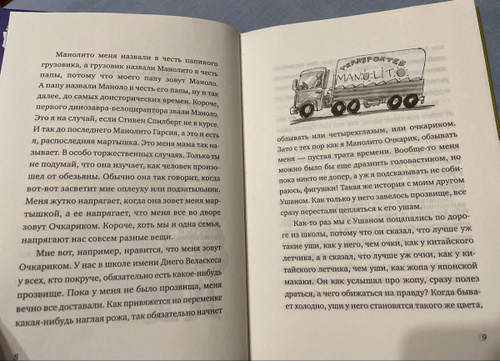 Манолито меня назвали в честь папиного
грузовика, а грузовик назвали Манолито в честь
папы, потому что моего папу зовут Маноло.
А папу назвали Маноло в честь его папы, ну и так
далее, до самых доисторических времен. Короче,
первого динозавра-велоцираптора звали Маноло.
Это я на случай, если Стивен Спилберг не в курсе.
И так до последнего Манолито Гарсия, а это и есть
я, распоследняя мартышка. Это меня мама так на-
зывает. В особо торжественных случаях. Только ты
не подумай, что она изучает, как человек произо-
шел от обезьяны. Обычно она так говорит, когда
вот-вот засветит мне оплеуху или подзатыльник.
Меня жутко напрягает, когда она зовет меня мар-
тышкой, а ее напрягает, что меня все во дворе
зовут Очкариком. Короче, хоть мы и одна семья,
напрягают нас совсем разные вещи.
Мне вот, например, нравится, что меня зовут
Очкариком. У нас в школе имени Диего Веласкеса
у всех, кто покруче, обязательно есть какое-нибудь
прозвище. Пока у меня не было прозвища, меня
вечно все доставали. Как привяжется на переменке
какая-нибудь наглая рожа, так обязательно начнет
8
TRANSPORTES
MANOLITO
обзывать или четырехглазым, или очкариком.
Зато с тех пор как я Манолито Очкарик, обзывать
меня — пустая трата времени. Вообще-то меня
можно было бы еще дразнить головастиком, но
пока никто не допер, а уж я подсказывать не соби-
раюсь, фигушки! Такая же история с моим другом
Ушаном. Как только у него завелось прозвище, все
сразу перестали цепляться к его ушам.
Как-то раз мы с Ушаном поцапались по доро-
ге из школы, потому что он сказал, что лучше уж
такие уши, как у него, чем очки, как у китайского
летчика, а я сказал, что лучше уж очки, как у ки-
тайского летчика, чем уши, как жопа у японской
макаки. Он как услышал про жопу, сразу полез
драться, а чего обижаться на правду? Когда быва-
ет холодно, уши у него становятся такого же цвета,
9